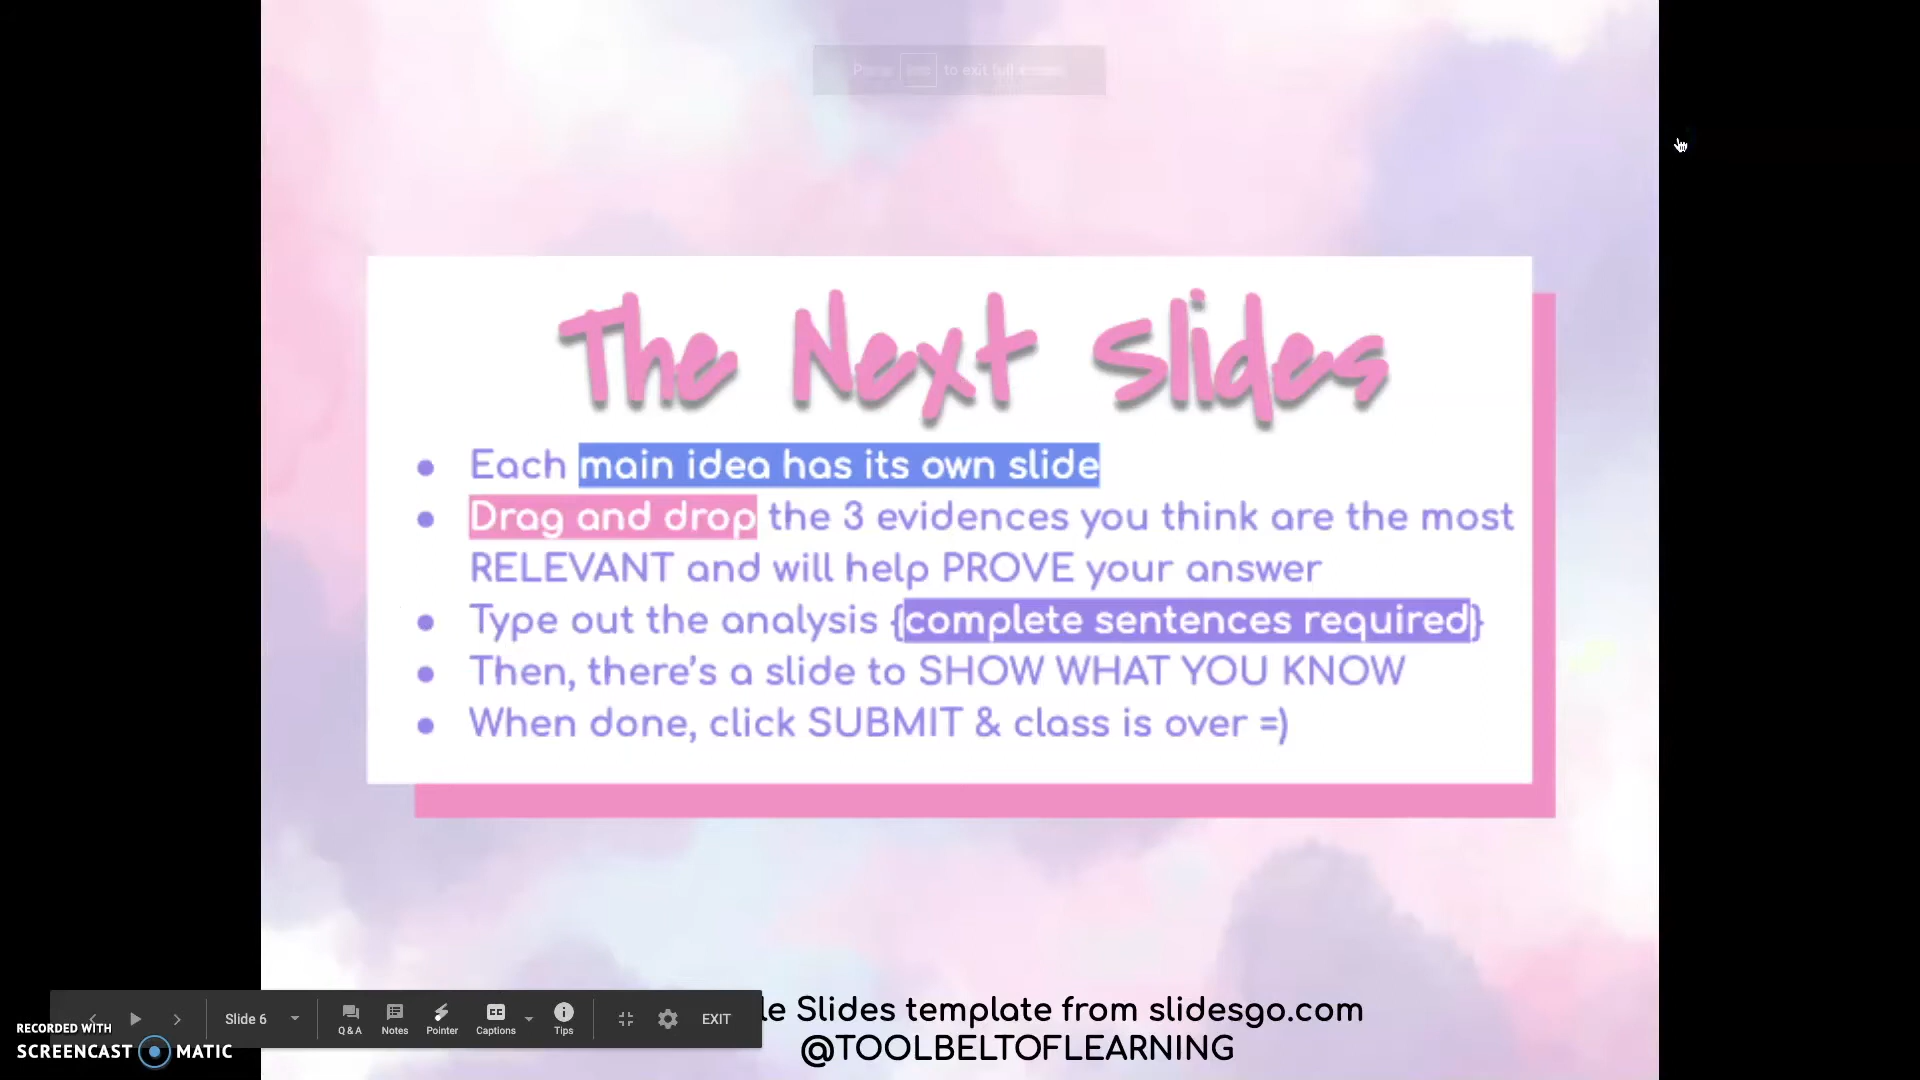 to exit
The Next Slides
● Each main idea has its own slide
● Drag and drop the 3 evidences you think are the most
RELEVANT and will help PROVE your answer
● Type out the analysis {complete sentences required}
● Then, there's a slide to SHOW WHAT YOU KNOW
● When done, click SUBMIT & class is over =)
le Slides template from slidesgo.com
@TOOLBELTOFLEARNING
Slide 6
Q & A
Notes
Pointer
CC
Captions
Tips
EXIT
RECORDED WITH
SCREENCAST MATIC